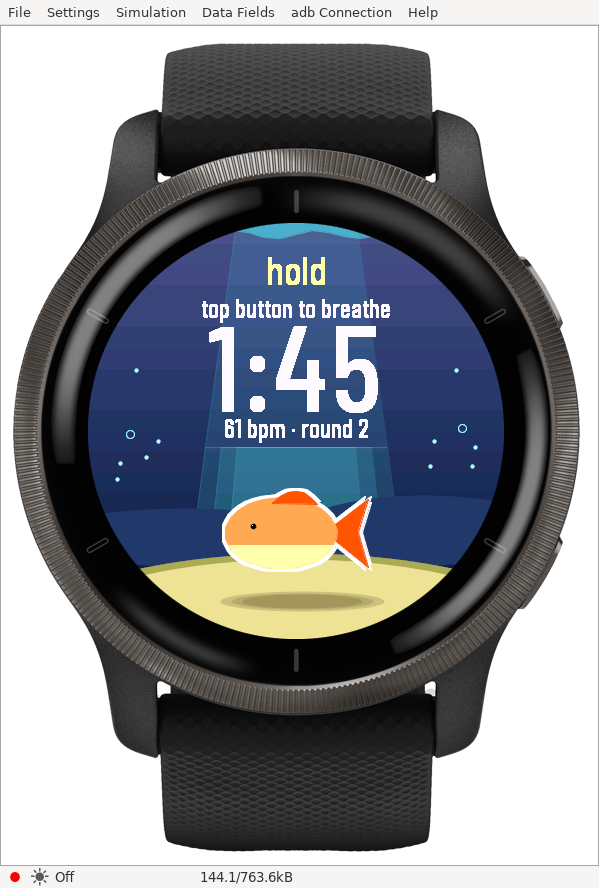 File Settings Simulation Data Fields adb Connection Help
hold
top button to breathe
1:45
61 bpm · round 2
Off 144.1/763.6kB